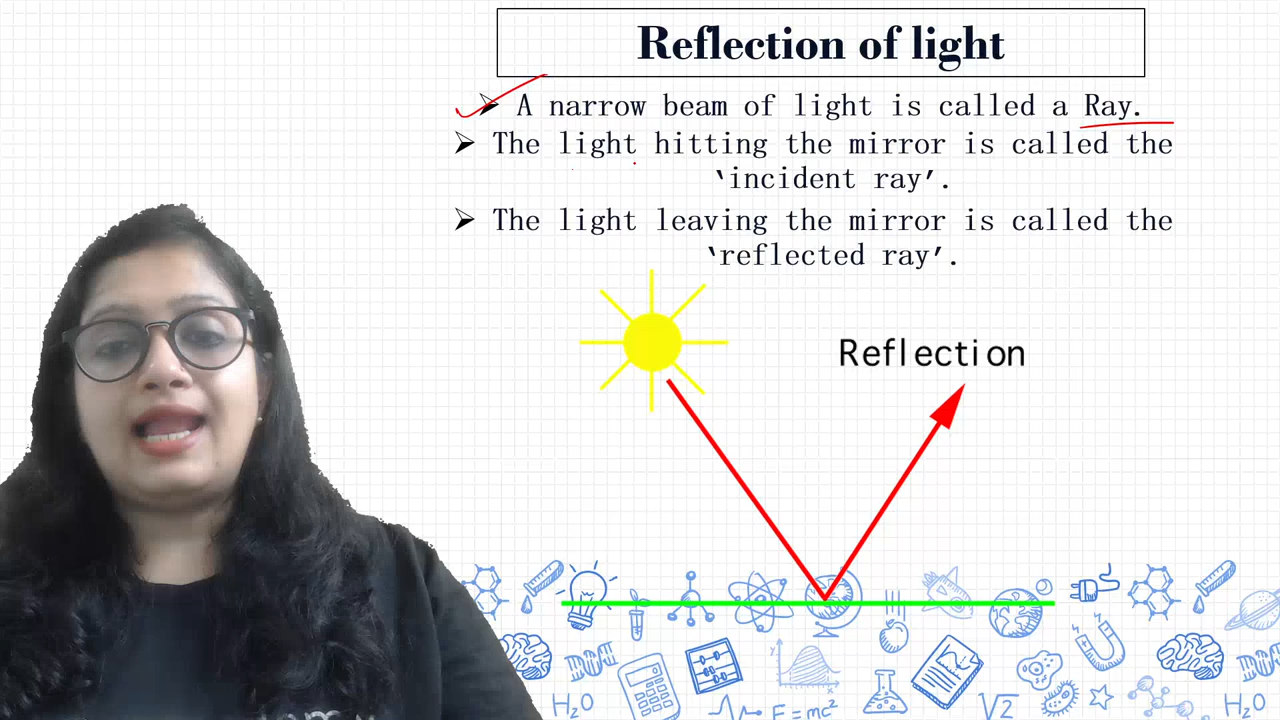 Reflection of light
➢ A narrow beam of light is called a Ray.
➢ The light hitting the mirror is called the
‘incident ray’.
➢ The light leaving the mirror is called the
‘reflected ray’.
Reflection
H₂O
F=mc²
√2
H₂O